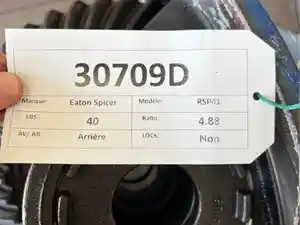 30709D
Marque: Eaton Spicer Modèle: RSP41
LBS 40 Ratio: 4.88
AV/ AR Arrière LOCK Non